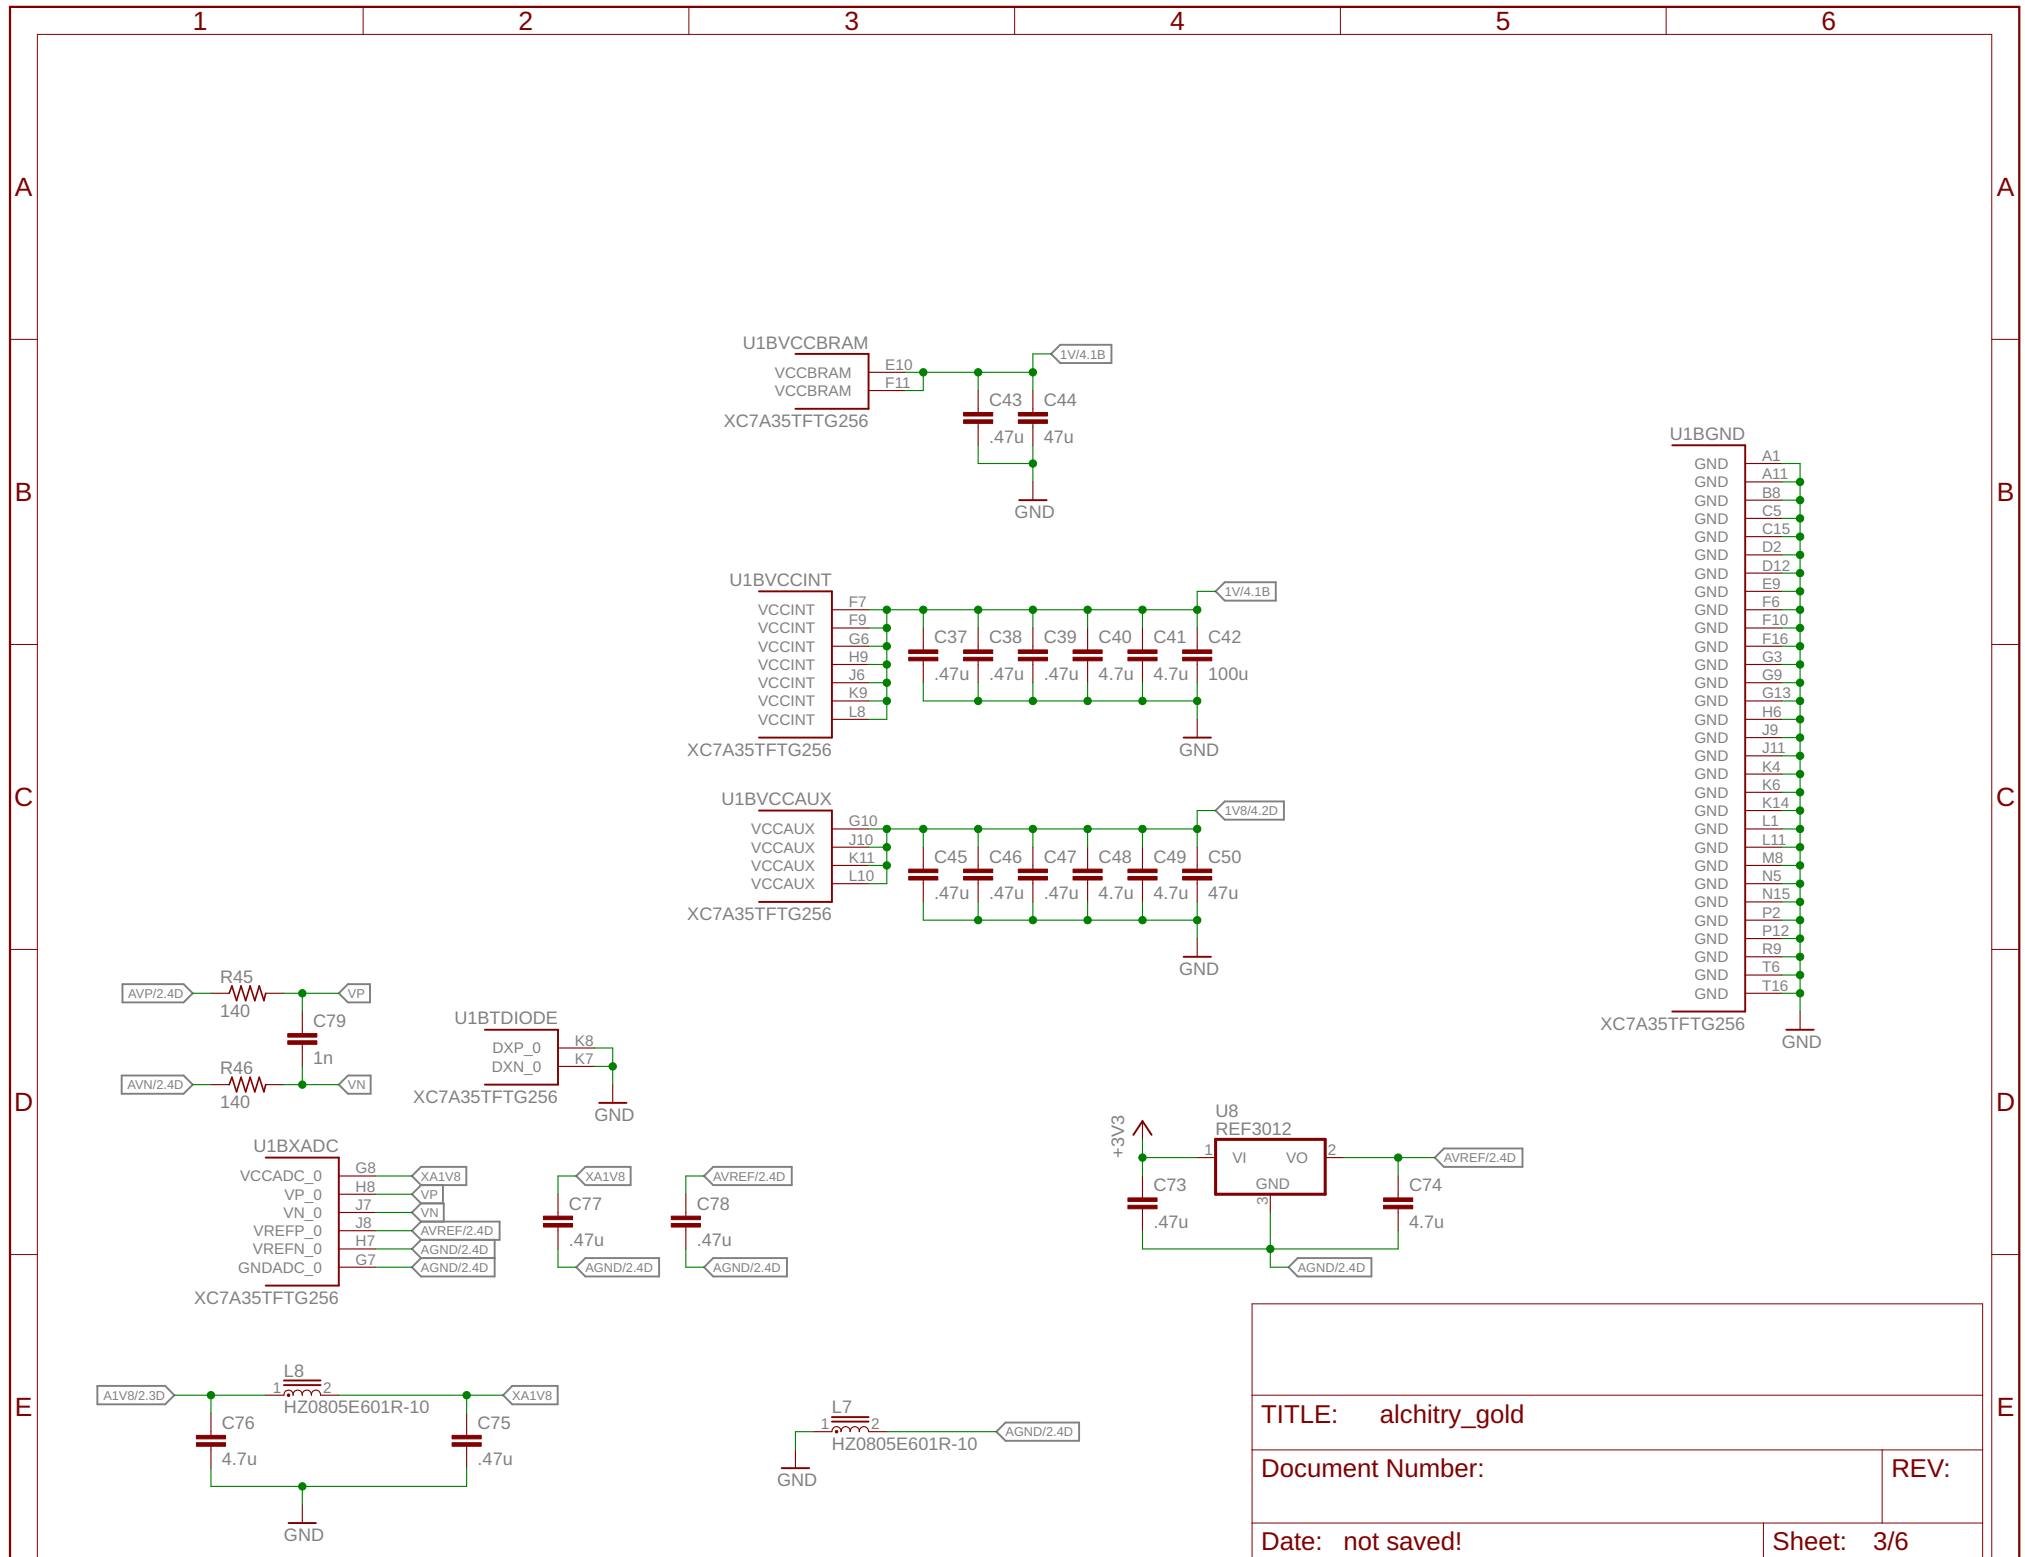 1 2 3 4 5 6
A A
B B
C C
D D
E E
U1BVCCBRAM
VCCBRAM E10
VCCBRAM F11
XC7A35TFTG256
1V/4.1B
C43 C44
.47u 47u
GND
U1BVCCINT
VCCINT F7
VCCINT F9
VCCINT G6
VCCINT H9
VCCINT J6
VCCINT K9
VCCINT L8
XC7A35TFTG256
1V/4.1B
C37 C38 C39 C40 C41 C42
.47u .47u .47u 4.7u 4.7u 100u
GND
U1BVCCAUX
VCCAUX G10
VCCAUX J10
VCCAUX K11
VCCAUX L10
XC7A35TFTG256
1V8/4.2D
C45 C46 C47 C48 C49 C50
.47u .47u .47u 4.7u 4.7u 47u
GND
U1BGND
GND A1
GND A11
GND B8
GND C5
GND C15
GND D2
GND D12
GND E9
GND F6
GND F10
GND F16
GND G3
GND G9
GND G13
GND H6
GND J9
GND J11
GND K4
GND K6
GND K14
GND L1
GND L11
GND M8
GND N5
GND N15
GND P2
GND P12
GND R9
GND T6
GND T16
XC7A35TFTG256
GND
R45
AVP/2.4D VP
140
C79
1n
R46
AVN/2.4D VN
140
U1BTDIODE
DXP_0 K8
DXN_0 K7
XC7A35TFTG256
GND
U1BXADC
VCCADC_0 G8 XA1V8
VP_0 H8 VP
VN_0 J7 VN
VREFP_0 J8 AVREF/2.4D
VREFN_0 H7 AGND/2.4D
GNDADC_0 G7 AGND/2.4D
XC7A35TFTG256
XA1V8
C77
.47u
AGND/2.4D
AVREF/2.4D
C78
.47u
AGND/2.4D
+3V3
U8
REF3012
1 VI VO 2
GND
3
AVREF/2.4D
C73
.47u
C74
4.7u
AGND/2.4D
L8
A1V8/2.3D 1 2 XA1V8
HZ0805E601R-10
C76
4.7u
C75
.47u
GND
L7
1 2 AGND/2.4D
HZ0805E601R-10
GND
TITLE: alchitry_gold
Document Number: REV:
Date: not saved! Sheet: 3/6